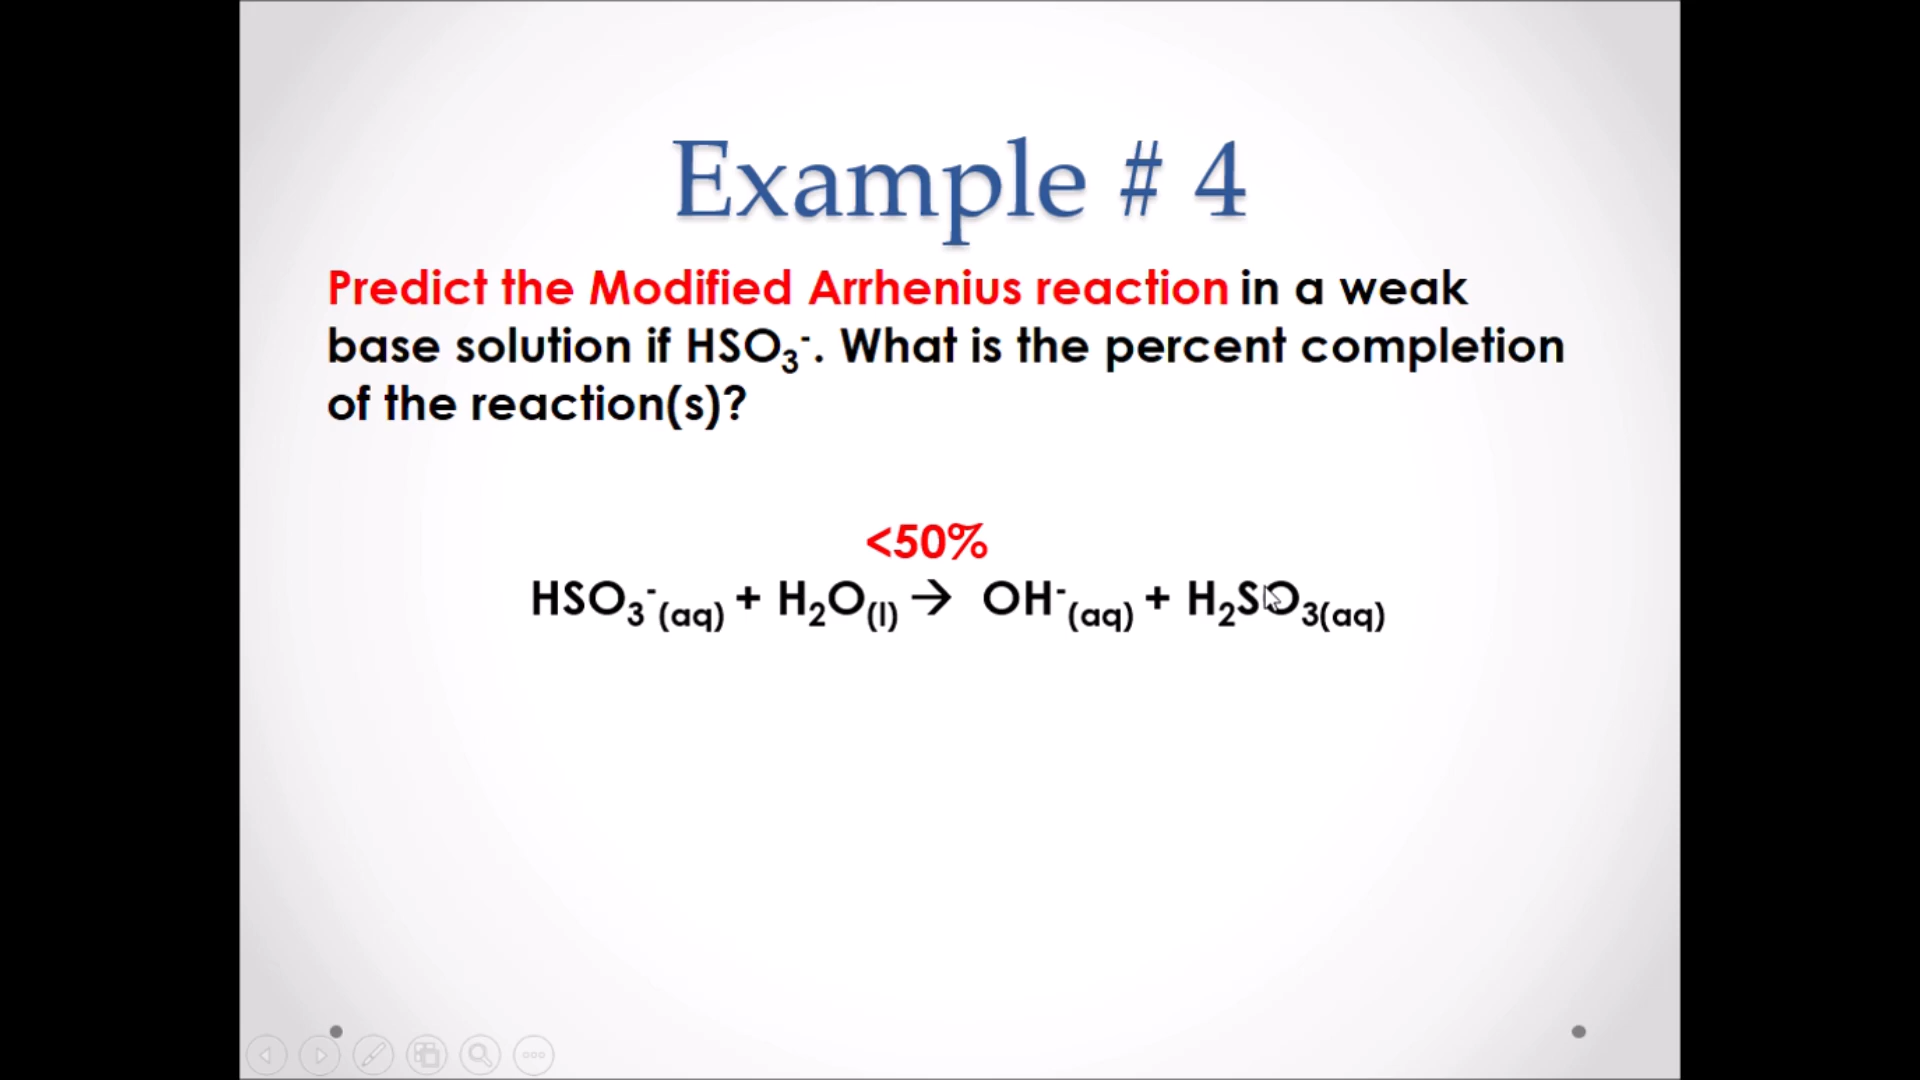 Example # 4
Predict the Modified Arrhenius reaction in a weak
base solution if HSO₃⁻. What is the percent completion
of the reaction(s)?
<50%
HSO₃⁻(aq) + H₂O(l) → OH⁻(aq) + H₂SO₃(aq)